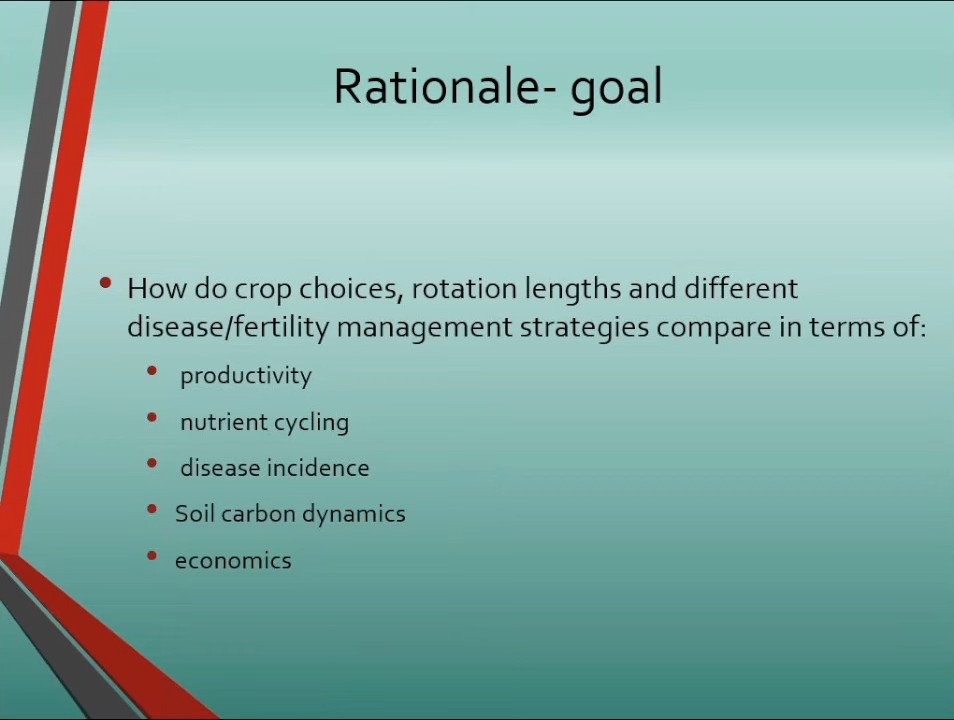 Rationale- goal
How do crop choices, rotation lengths and different
disease/fertility management strategies compare in terms of:
productivity
nutrient cycling
disease incidence
Soil carbon dynamics
economics